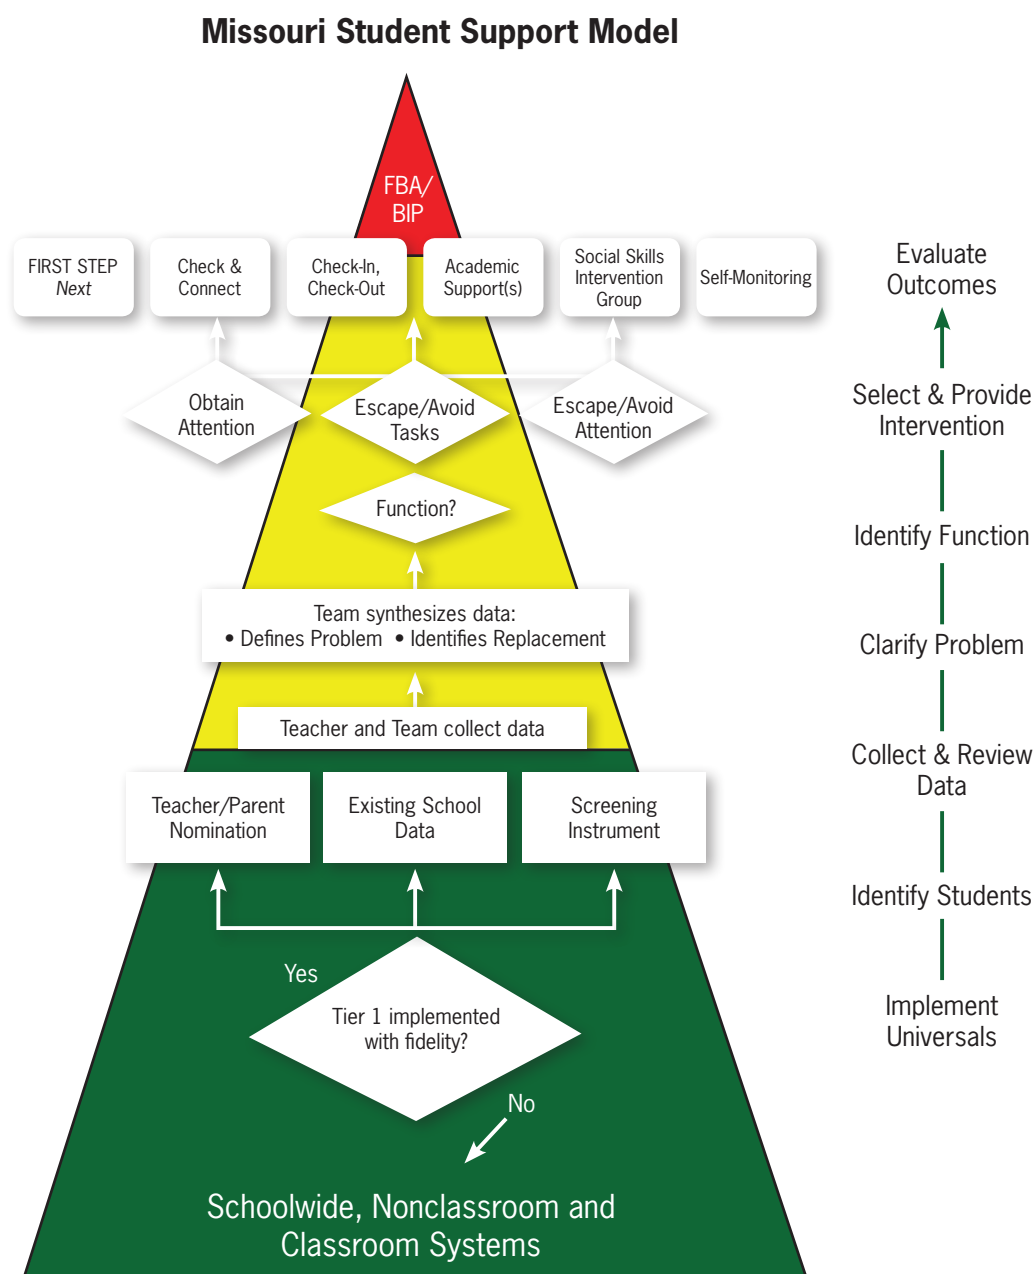 Missouri Student Support Model
FBA/
BIP
FIRST STEP
Next
Check &
Connect
Check-In,
Check-Out
Academic
Support(s)
Social Skills
Intervention
Group
Self-Monitoring
Obtain
Attention
Escape/Avoid
Tasks
Escape/Avoid
Attention
Function?
Team synthesizes data:
• Defines Problem • Identifies Replacement
Teacher and Team collect data
Teacher/Parent
Nomination
Existing School
Data
Screening
Instrument
Yes
Tier 1 implemented
with fidelity?
No
Schoolwide, Nonclassroom and
Classroom Systems
Evaluate
Outcomes
Select & Provide
Intervention
Identify Function
Clarify Problem
Collect & Review
Data
Identify Students
Implement
Universals